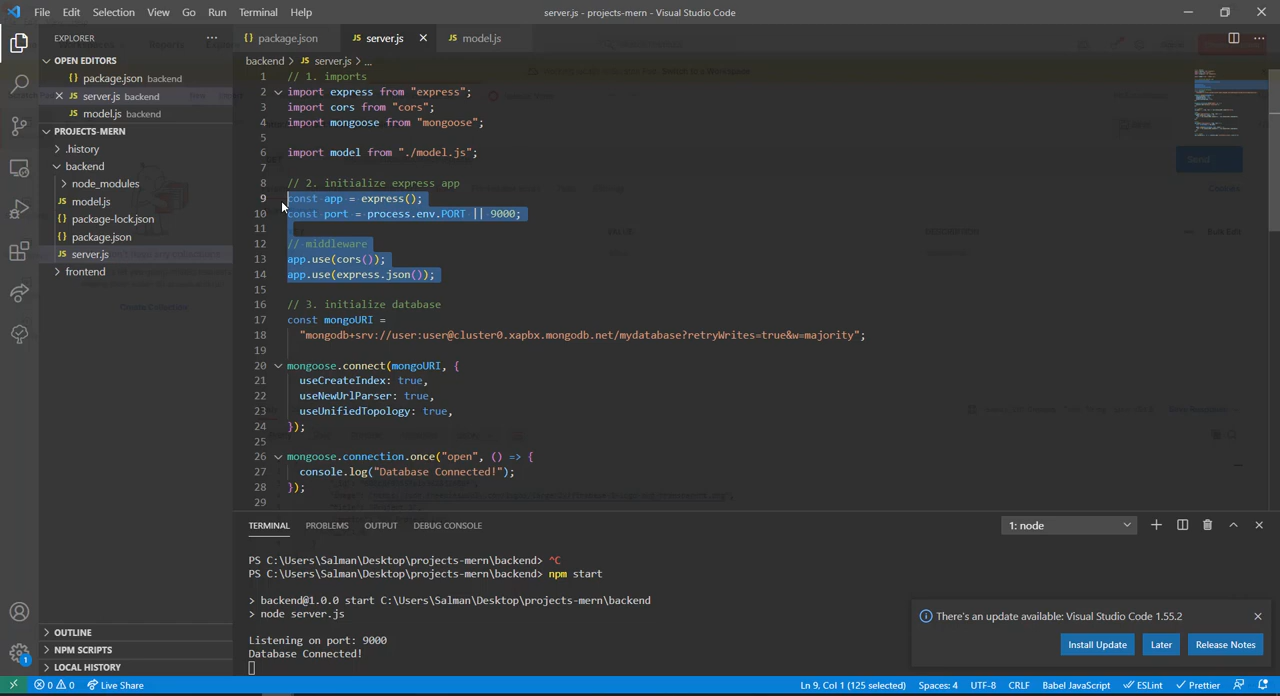 File Edit Selection View Go Run Terminal Help server.js - projects-mern - Visual Studio Code
EXPLORER
OPEN EDITORS
package.json backend
server.js backend
model.js backend
PROJECTS-MERN
.history
backend
node_modules
model.js
package-lock.json
package.json
server.js
frontend
OUTLINE
NPM SCRIPTS
LOCAL HISTORY
package.json server.js model.js
backend > server.js > ...
1 // 1. imports
2 import express from "express";
3 import cors from "cors";
4 import mongoose from "mongoose";
5
6 import model from "./model.js";
7
8 // 2. initialize express app
9 const app = express();
10 const port = process.env.PORT || 9000;
11
12 // middleware
13 app.use(cors());
14 app.use(express.json());
15
16 // 3. initialize database
17 const mongoURI =
18 "mongodb+srv://user:user@cluster0.xapbx.mongodb.net/mydatabase?retryWrites=true&w=majority";
19
20 mongoose.connect(mongoURI, {
21 useCreateIndex: true,
22 useNewUrlParser: true,
23 useUnifiedTopology: true,
24 });
25
26 mongoose.connection.once("open", () => {
27 console.log("Database Connected!");
28 });
29
TERMINAL PROBLEMS OUTPUT DEBUG CONSOLE 1: node
PS C:\Users\Salman\Desktop\projects-mern\backend> ^C
PS C:\Users\Salman\Desktop\projects-mern\backend> npm start
> backend@1.0.0 start C:\Users\Salman\Desktop\projects-mern\backend
> node server.js
Listening on port: 9000
Database Connected!
There's an update available: Visual Studio Code 1.55.2
Install Update Later Release Notes
1
0 0 Live Share Ln 9, Col 1 (125 selected) Spaces: 4 UTF-8 CRLF Babel JavaScript ESLint Prettier